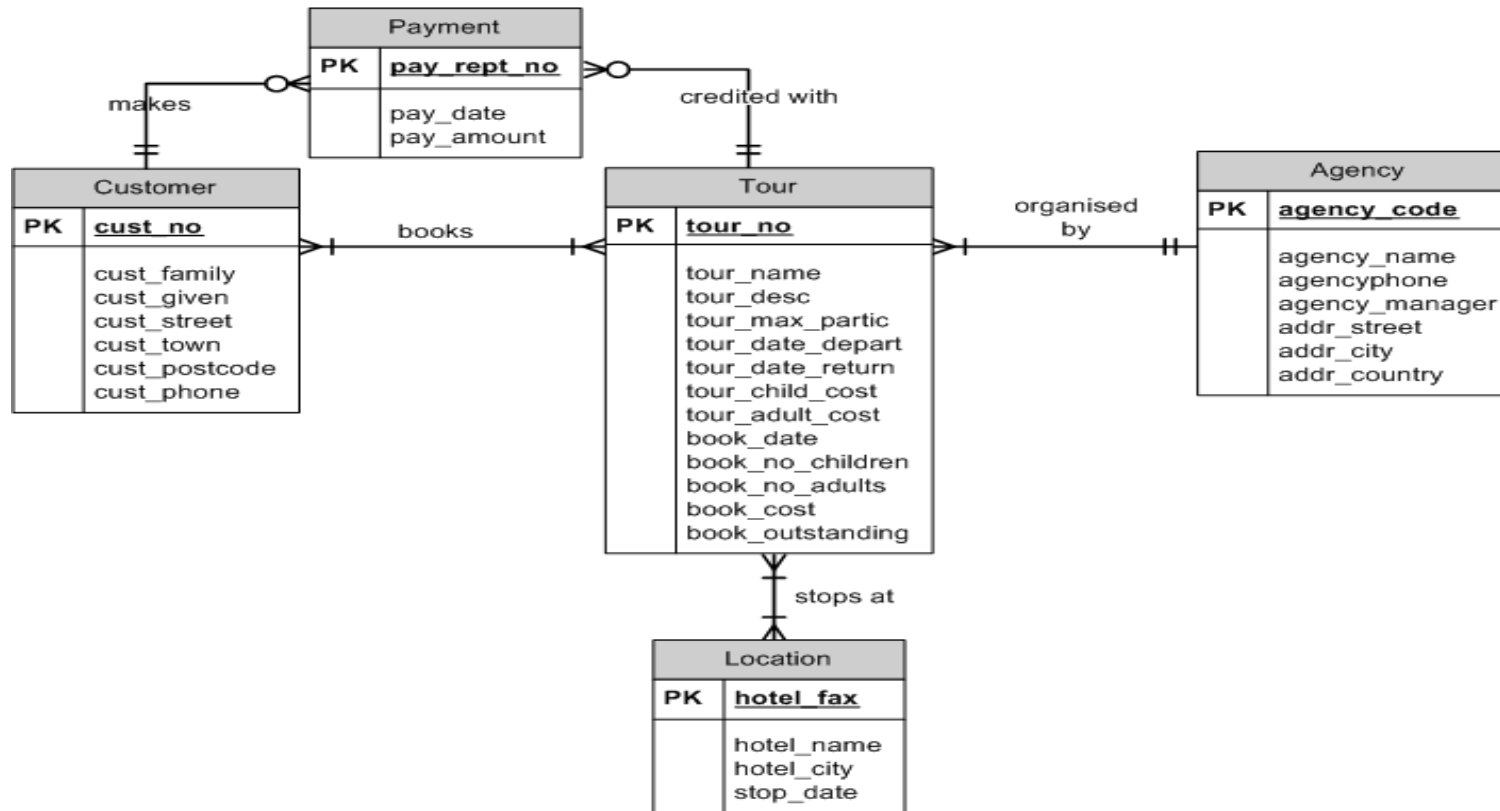 Payment
PK pay_rept_no
pay_date
pay_amount
makes
credited with
Customer
PK cust_no
cust_family
cust_given
cust_street
cust_town
cust_postcode
cust_phone
books
Tour
PK tour_no
tour_name
tour_desc
tour_max_partic
tour_date_depart
tour_date_return
tour_child_cost
tour_adult_cost
book_date
book_no_children
book_no_adults
book_cost
book_outstanding
organised
by
Agency
PK agency_code
agency_name
agencyphone
agency_manager
addr_street
addr_city
addr_country
stops at
Location
PK hotel_fax
hotel_name
hotel_city
stop_date